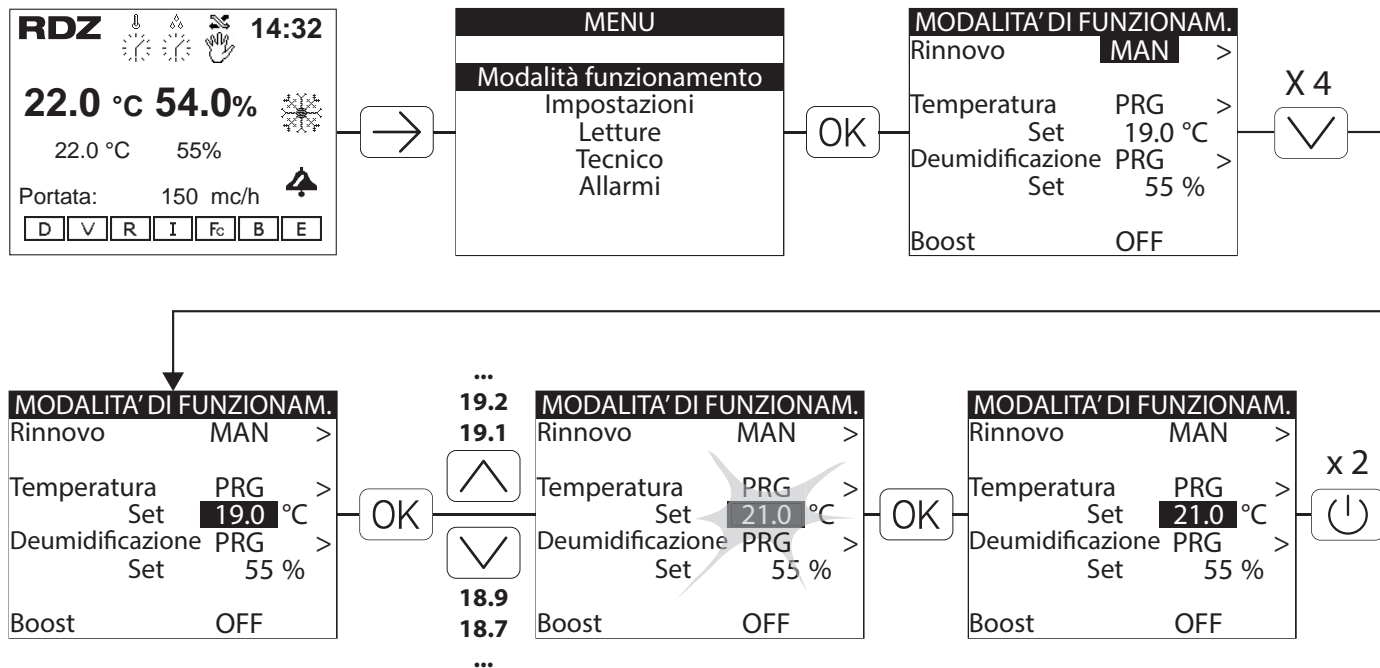 RDZ 14:32
22.0 °C 54.0%
22.0 °C 55%
Portata: 150 mc/h
D V R I Fc B E
MENU
Modalità funzionamento
Impostazioni
Letture
Tecnico
Allarmi
OK
MODALITA' DI FUNZIONAM.
Rinnovo MAN >
Temperatura PRG >
Set 19.0 °C
Deumidificazione PRG >
Set 55 %
Boost OFF
X 4
MODALITA' DI FUNZIONAM.
Rinnovo MAN >
Temperatura PRG >
Set 19.0 °C
Deumidificazione PRG >
Set 55 %
Boost OFF
OK
...
19.2
19.1
18.9
18.7
...
MODALITA' DI FUNZIONAM.
Rinnovo MAN >
Temperatura PRG >
Set 21.0 °C
Deumidificazione PRG >
Set 55 %
Boost OFF
OK
MODALITA' DI FUNZIONAM.
Rinnovo MAN >
Temperatura PRG >
Set 21.0 °C
Deumidificazione PRG >
Set 55 %
Boost OFF
x 2